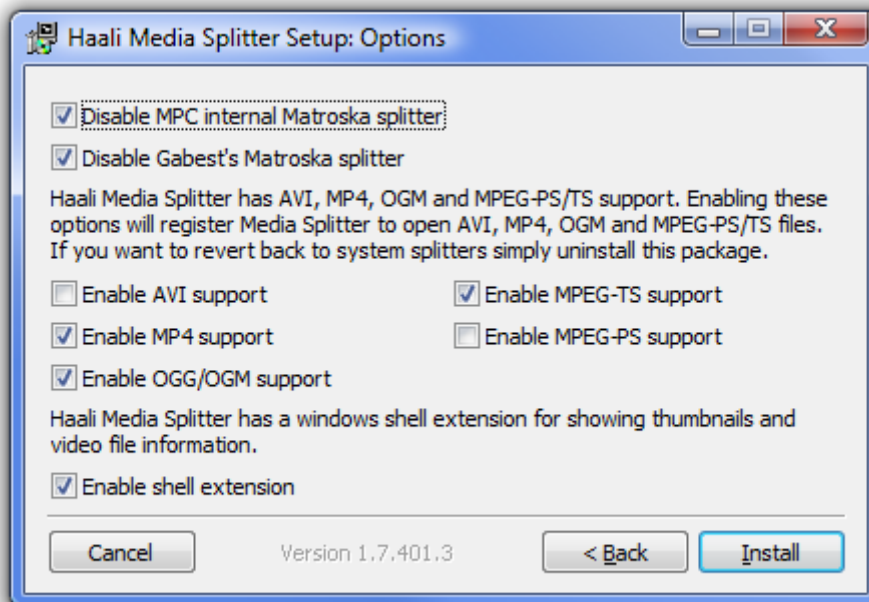 Haali Media Splitter Setup: Options
Disable MPC internal Matroska splitter
Disable Gabest's Matroska splitter
Haali Media Splitter has AVI, MP4, OGM and MPEG-PS/TS support. Enabling these
options will register Media Splitter to open AVI, MP4, OGM and MPEG-PS/TS files.
If you want to revert back to system splitters simply uninstall this package.
Enable AVI support
Enable MPEG-TS support
Enable MP4 support
Enable MPEG-PS support
Enable OGG/OGM support
Haali Media Splitter has a windows shell extension for showing thumbnails and
video file information.
Enable shell extension
Cancel
Version 1.7.401.3
< Back
Install